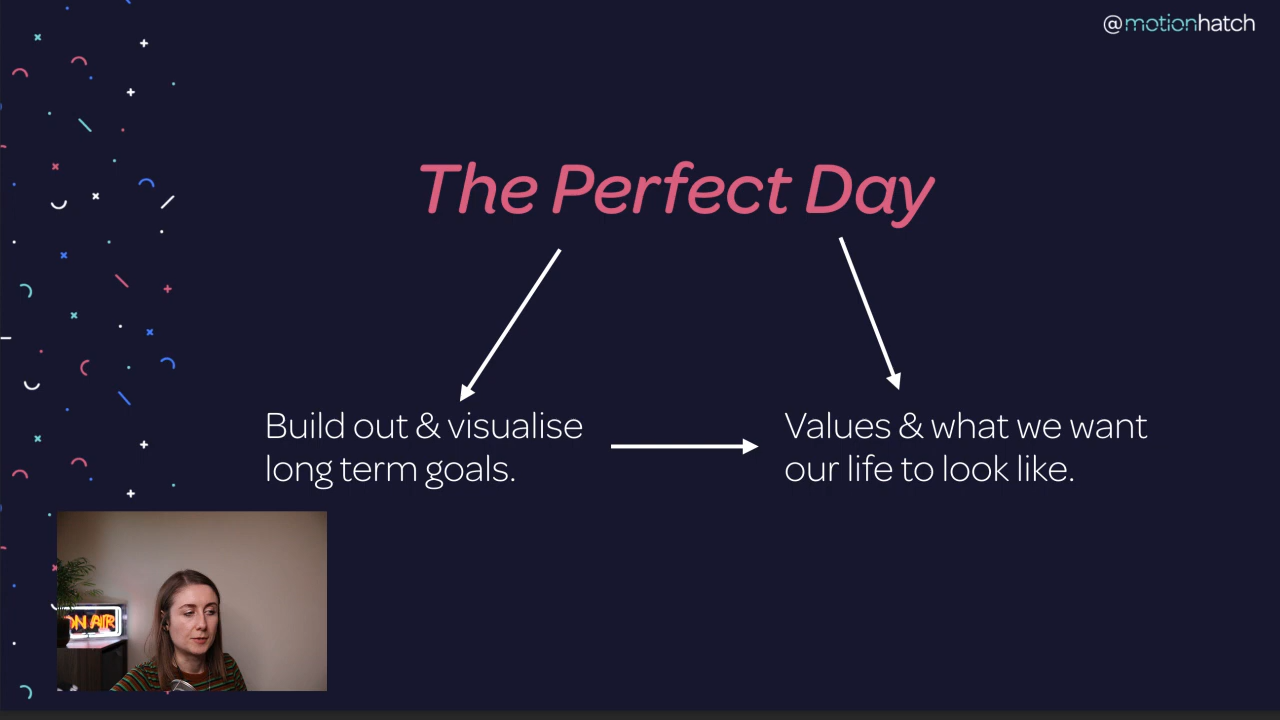 @motionhatch
The Perfect Day
Build out & visualise
long term goals.
Values & what we want
our life to look like.
ON AIR